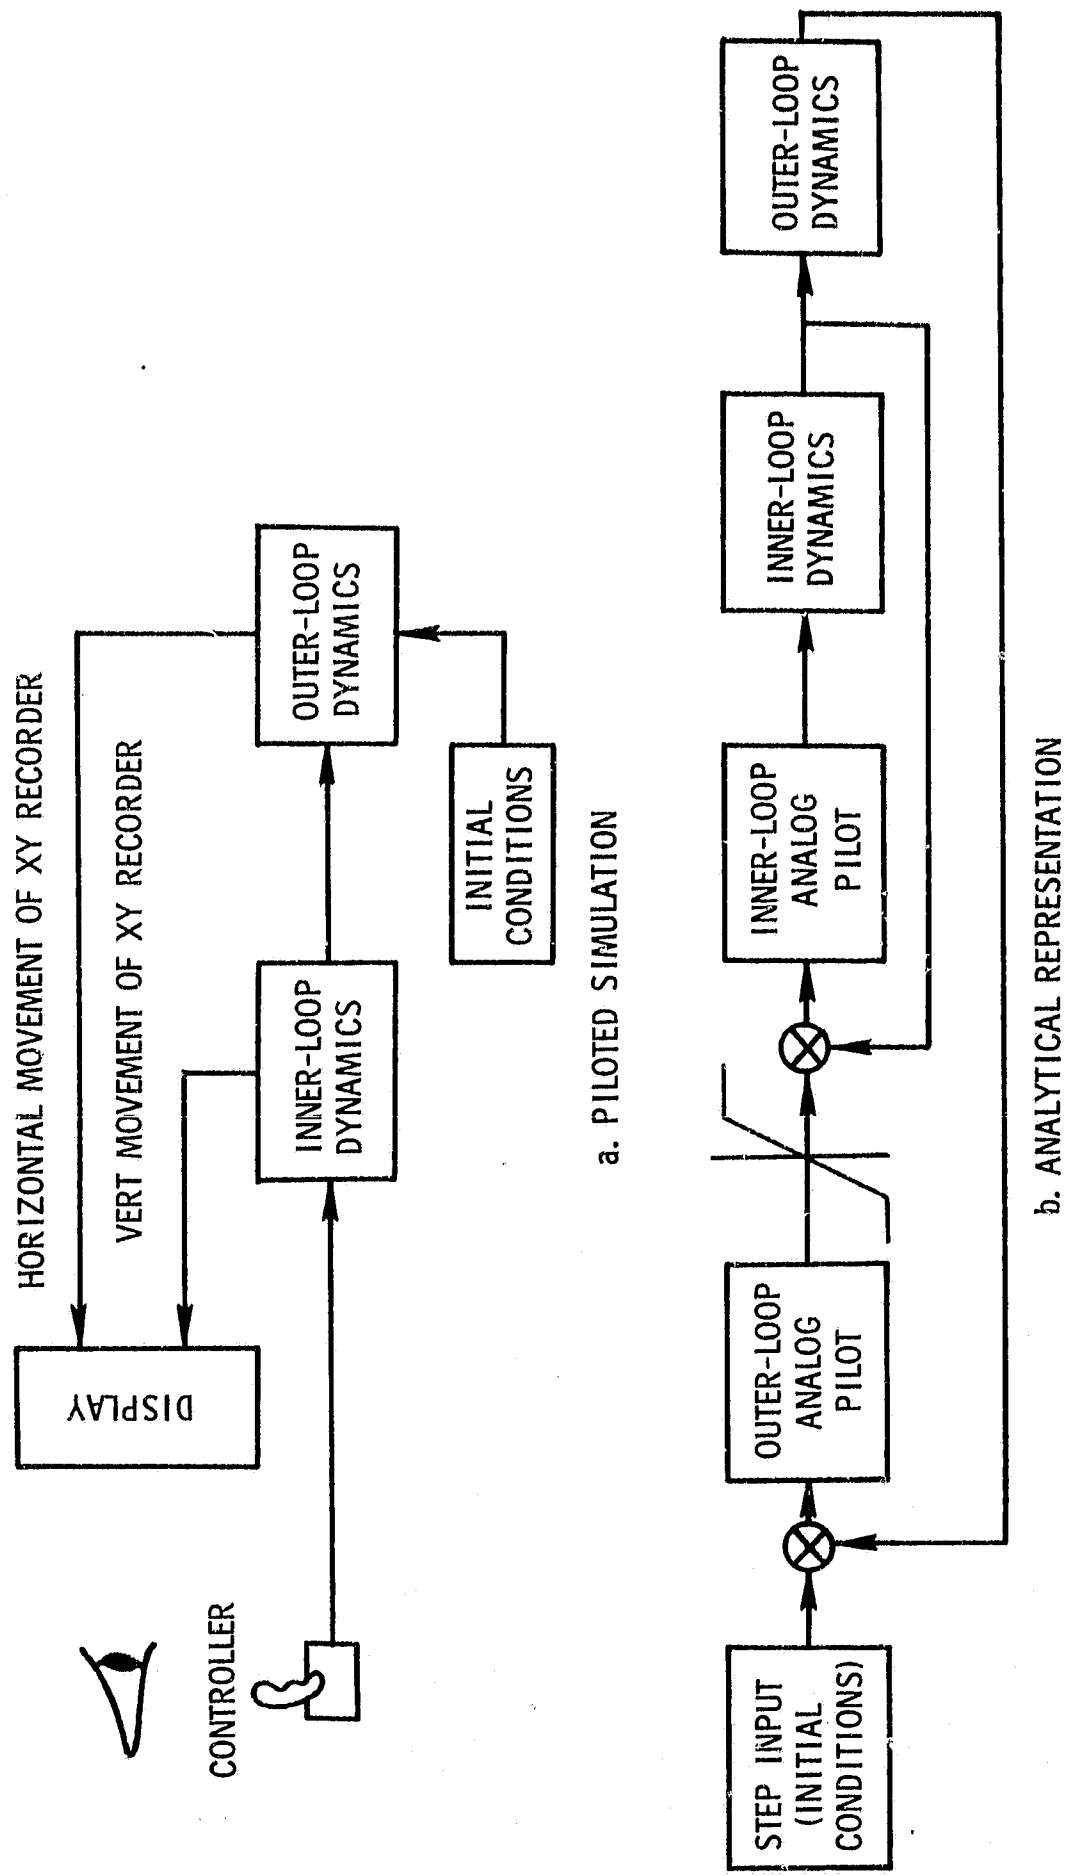 HORIZONTAL MOVEMENT OF XY RECORDER
VERT MOVEMENT OF XY RECORDER
DISPLAY
CONTROLLER
INNER-LOOP
DYNAMICS
OUTER-LOOP
DYNAMICS
INITIAL
CONDITIONS
a. PILOTED SIMULATION
STEP INPUT
(INITIAL
CONDITIONS)
OUTER-LOOP
ANALOG
PILOT
INNER-LOOP
ANALOG
PILOT
INNER-LOOP
DYNAMICS
OUTER-LOOP
DYNAMICS
b. ANALYTICAL REPRESENTATION